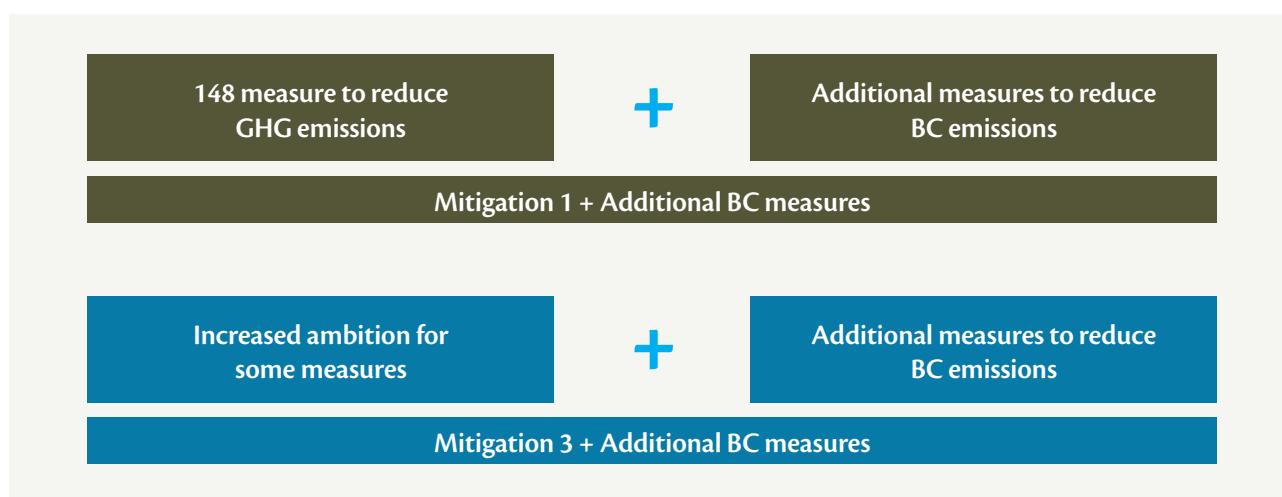 148 measure to reduce
GHG emissions
+
Additional measures to reduce
BC emissions
Mitigation 1 + Additional BC measures
Increased ambition for
some measures
+
Additional measures to reduce
BC emissions
Mitigation 3 + Additional BC measures